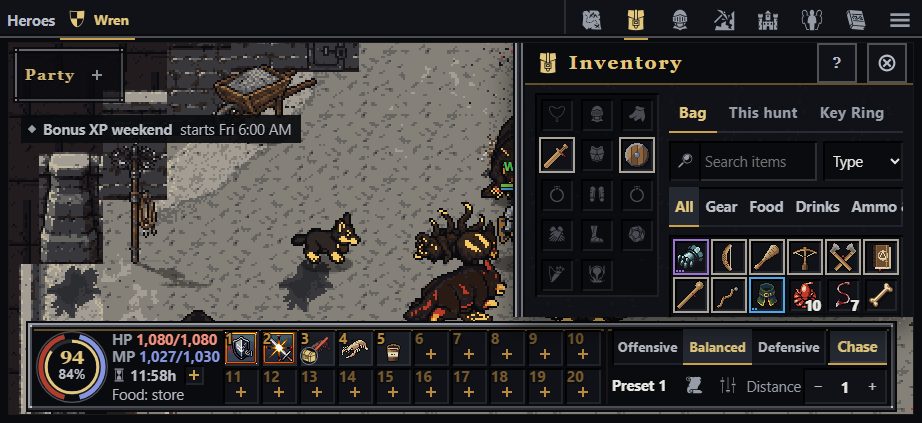 Heroes Wren
Party +
Bonus XP weekend starts Fri 6:00 AM
Inventory ?
Bag This hunt Key Ring
Search items Type
All Gear Food Drinks Ammo
10 7
94
84%
HP 1,080/1,080
MP 1,027/1,030
11:58h +
Food: store
1 2 3 4 5 6 7 8 9 10
+ + + + +
11 12 13 14 15 16 17 18 19 20
+ + + + + + + + + +
Offensive Balanced Defensive Chase
Preset 1 Distance − 1 +